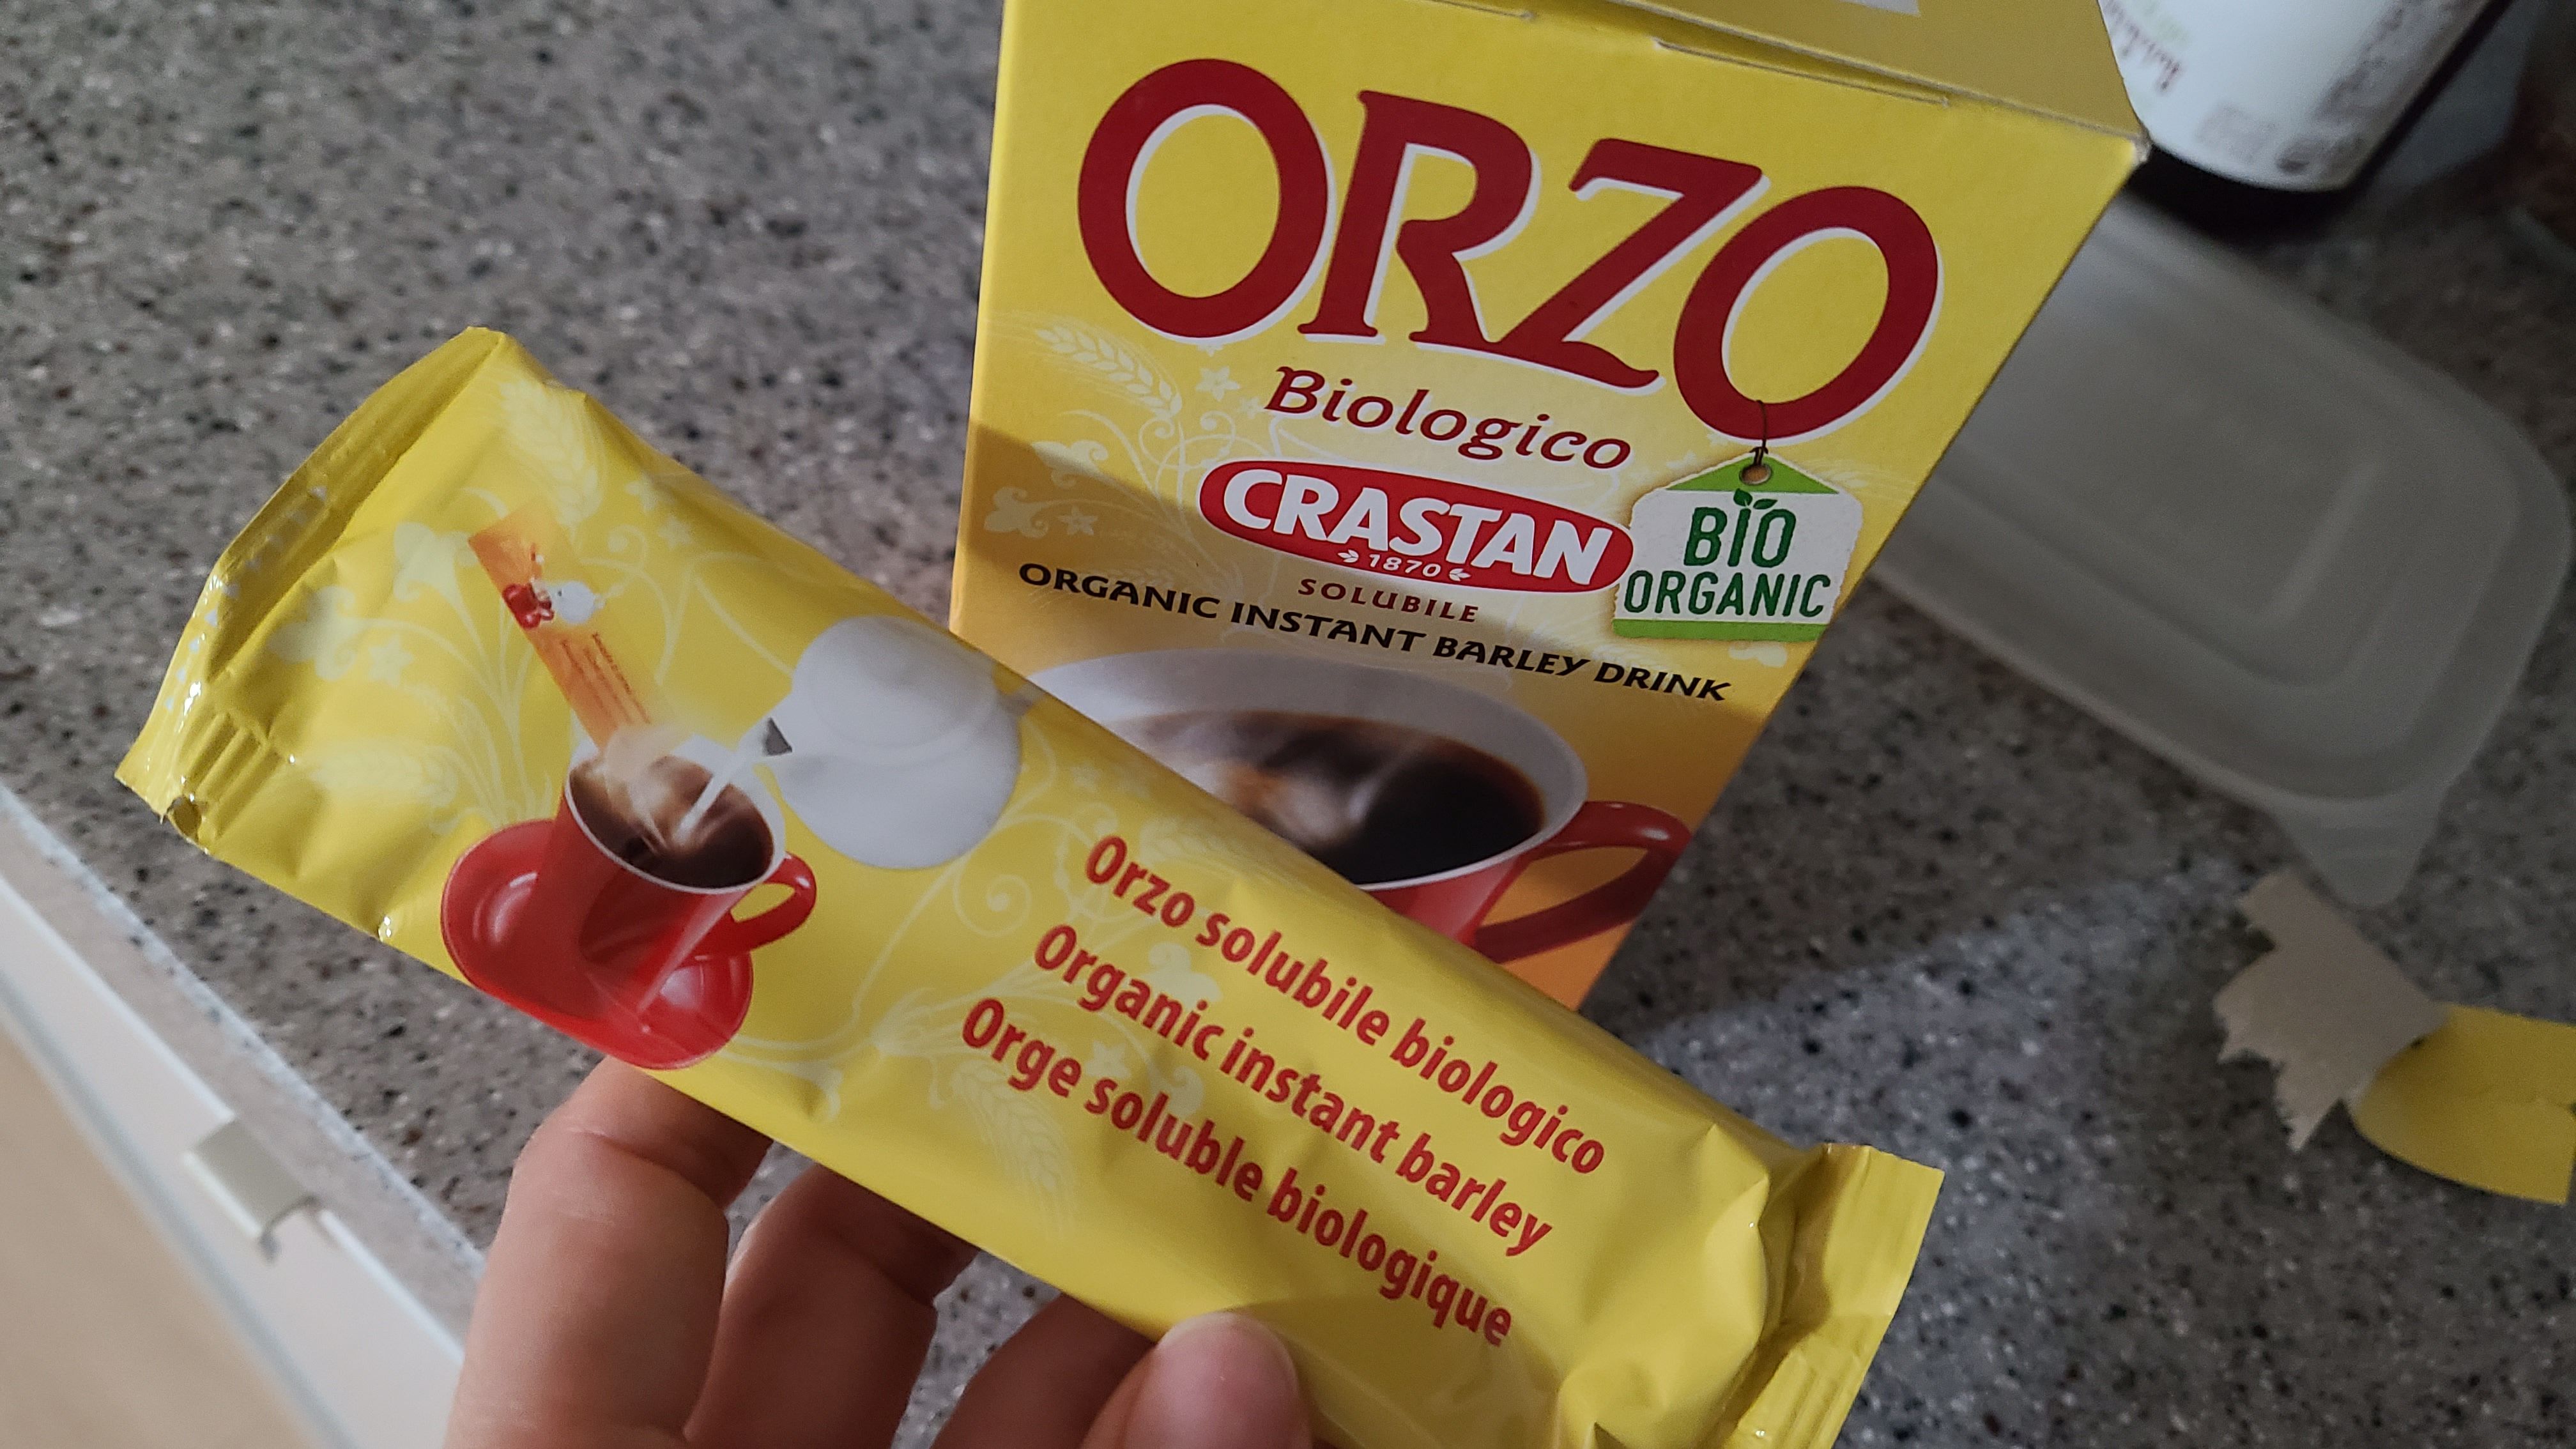 ORZO
Biologico
CRASTAN
1870
SOLUBILE
ORGANIC INSTANT BARLEY DRINK
BIO
ORGANIC
Orzo solubile biologico
Organic instant barley
Orge soluble biologique